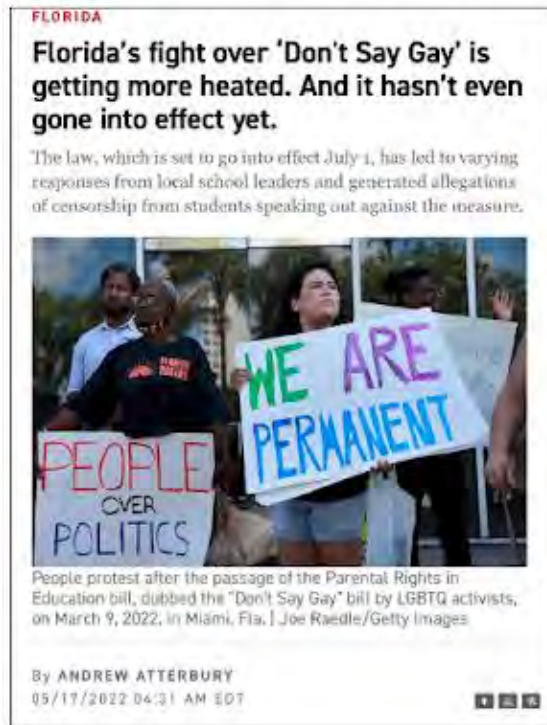 FLORIDA
Florida's fight over 'Don't Say Gay' is
getting more heated. And it hasn't even
gone into effect yet.
The law, which is set to go into effect July 1, has led to varying
responses from local school leaders and generated allegations
of censorship from students speaking out against the measure.
WE ARE
PERMANENT
PEOPLE
OVER
POLITICS
People protest after the passage of the Parental Rights in
Education bill, dubbed the "Don't Say Gay" bill by LGBTQ activists,
on March 9, 2022, in Miami, Fla. | Joe Raedle/Getty Images
By ANDREW ATTERBURY
05/17/2022 04:31 AM EDT